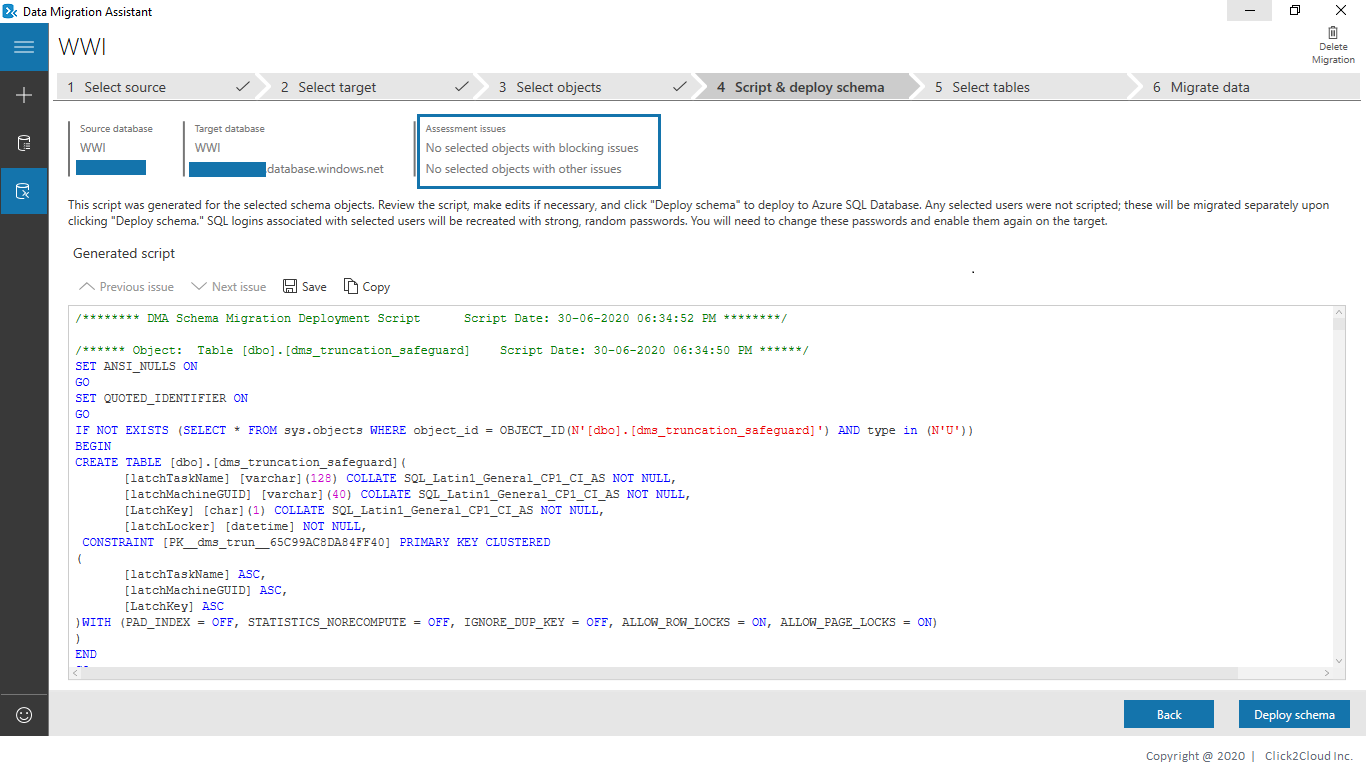 Data Migration Assistant
WWI
Delete
Migration
1 Select source
2 Select target
3 Select objects
4 Script & deploy schema
5 Select tables
6 Migrate data
Source database
WWI
Target database
WWI
.database.windows.net
Assessment issues
No selected objects with blocking issues
No selected objects with other issues
This script was generated for the selected schema objects. Review the script, make edits if necessary, and click "Deploy schema" to deploy to Azure SQL Database. Any selected users were not scripted; these will be migrated separately upon
clicking "Deploy schema." SQL logins associated with selected users will be recreated with strong, random passwords. You will need to change these passwords and enable them again on the target.
Generated script
Previous issue Next issue Save Copy
/******** DMA Schema Migration Deployment Script      Script Date: 30-06-2020 06:34:52 PM ********/
/****** Object:  Table [dbo].[dms_truncation_safeguard]    Script Date: 30-06-2020 06:34:50 PM ******/
SET ANSI_NULLS ON
GO
SET QUOTED_IDENTIFIER ON
GO
IF NOT EXISTS (SELECT * FROM sys.objects WHERE object_id = OBJECT_ID(N'[dbo].[dms_truncation_safeguard]') AND type in (N'U'))
BEGIN
CREATE TABLE [dbo].[dms_truncation_safeguard](
[latchTaskName] [varchar](128) COLLATE SQL_Latin1_General_CP1_CI_AS NOT NULL,
[latchMachineGUID] [varchar](40) COLLATE SQL_Latin1_General_CP1_CI_AS NOT NULL,
[LatchKey] [char](1) COLLATE SQL_Latin1_General_CP1_CI_AS NOT NULL,
[latchLocker] [datetime] NOT NULL,
CONSTRAINT [PK__dms_trun__65C99AC8DA84FF40] PRIMARY KEY CLUSTERED
(
[latchTaskName] ASC,
[latchMachineGUID] ASC,
[LatchKey] ASC
)WITH (PAD_INDEX = OFF, STATISTICS_NORECOMPUTE = OFF, IGNORE_DUP_KEY = OFF, ALLOW_ROW_LOCKS = ON, ALLOW_PAGE_LOCKS = ON)
)
END
Back
Deploy schema
Copyright @ 2020 | Click2Cloud Inc.